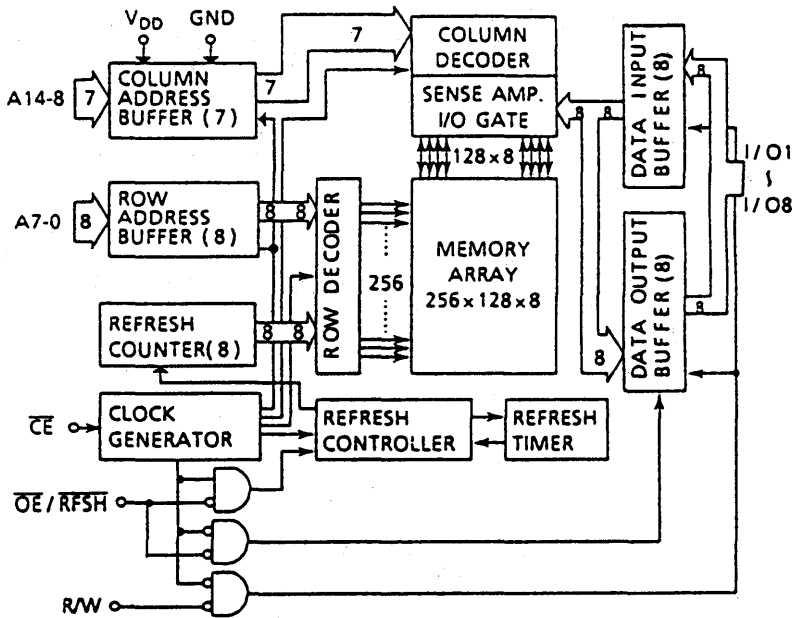 VDD GND
A14-8 7 COLUMN
ADDRESS
BUFFER (7)
7
7
COLUMN
DECODER
SENSE AMP.
I/O GATE
8 8
DATA INPUT
BUFFER (8)
8
128×8
I/O1
~
I/O8
A7-0 8 ROW
ADDRESS
BUFFER (8)
8 8
ROW DECODER
256
MEMORY
ARRAY
256×128×8
DATA OUTPUT
BUFFER (8)
8
8
REFRESH
COUNTER(8)
8 8
C̅E̅
CLOCK
GENERATOR
REFRESH
CONTROLLER
REFRESH
TIMER
O̅E̅/R̅F̅S̅H̅
R/W